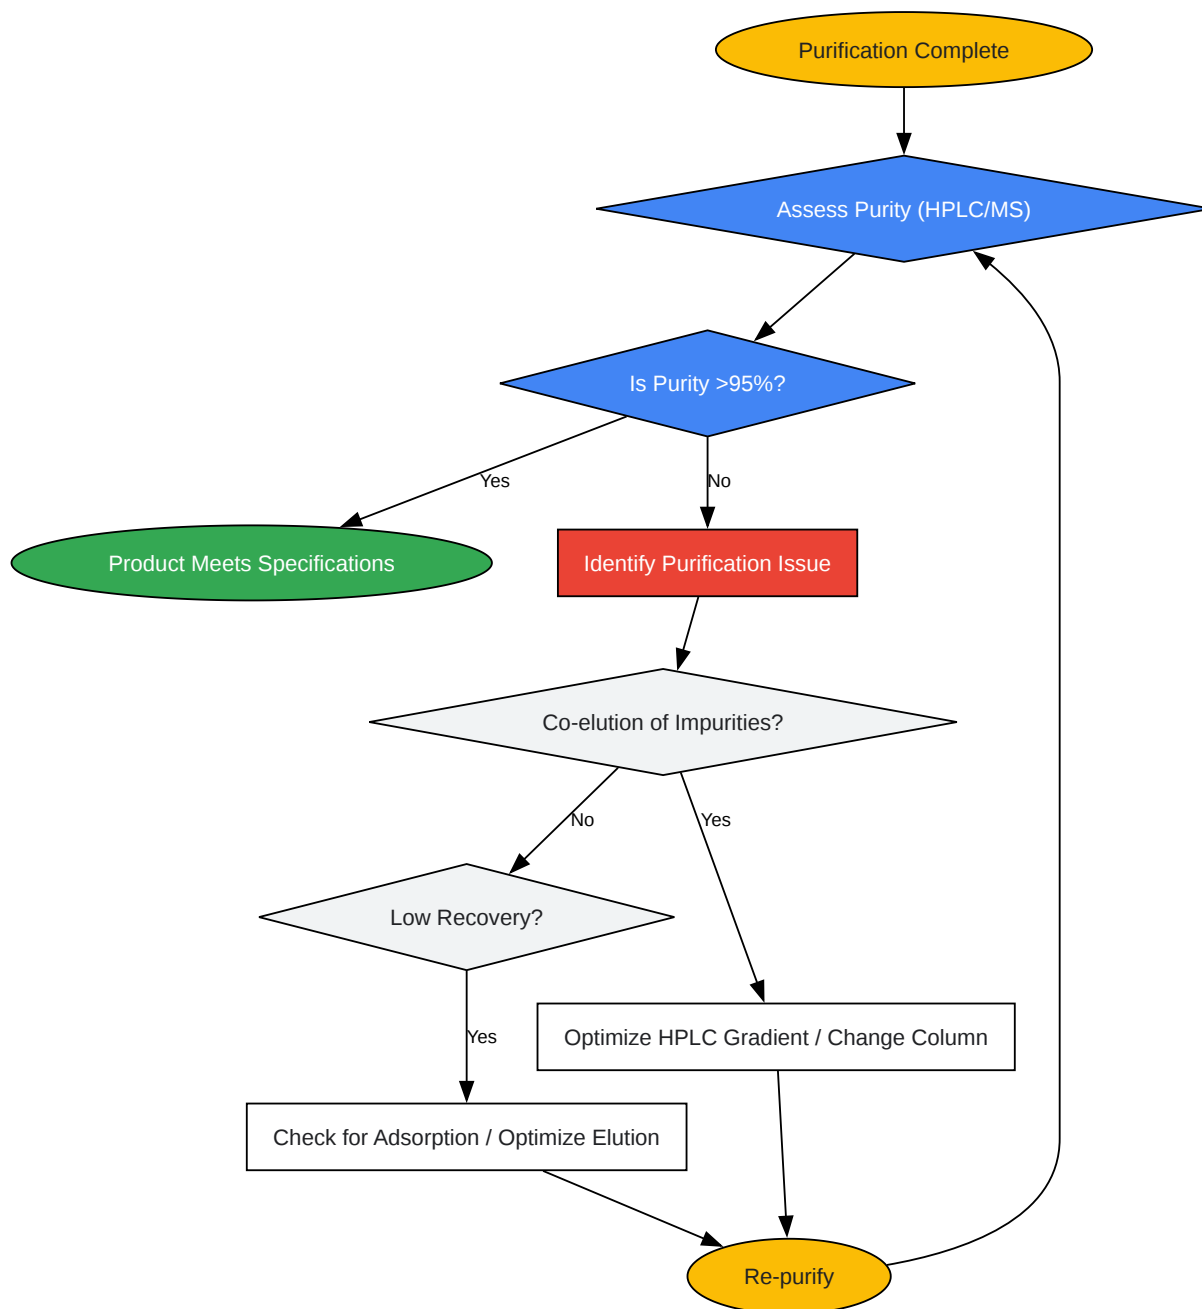 Purification Complete
Assess Purity (HPLC/MS)
Is Purity >95%?
Yes
No
Product Meets Specifications
Identify Purification Issue
Co-elution of Impurities?
No
Yes
Low Recovery?
Yes
Optimize HPLC Gradient / Change Column
Check for Adsorption / Optimize Elution
Re-purify